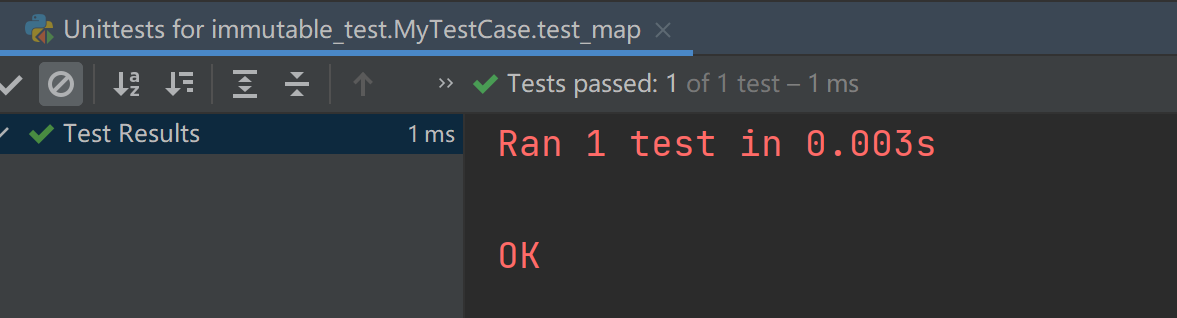 Unittests for immutable_test.MyTestCase.test_map
Tests passed: 1 of 1 test – 1 ms
Test Results 1 ms
Ran 1 test in 0.003s
OK